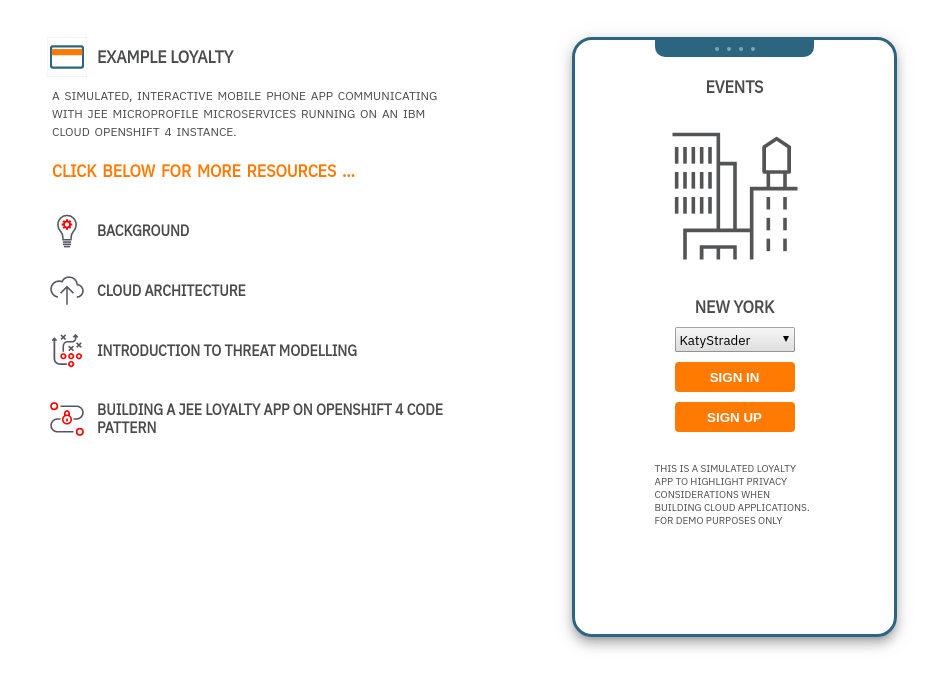 EXAMPLE LOYALTY
A SIMULATED, INTERACTIVE MOBILE PHONE APP COMMUNICATING
WITH JEE MICROPROFILE MICROSERVICES RUNNING ON AN IBM
CLOUD OPENSHIFT 4 INSTANCE.
CLICK BELOW FOR MORE RESOURCES ...
BACKGROUND
CLOUD ARCHITECTURE
INTRODUCTION TO THREAT MODELLING
BUILDING A JEE LOYALTY APP ON OPENSHIFT 4 CODE
PATTERN
EVENTS
NEW YORK
KatyStrader
SIGN IN
SIGN UP
THIS IS A SIMULATED LOYALTY
APP TO HIGHLIGHT PRIVACY
CONSIDERATIONS WHEN
BUILDING CLOUD APPLICATIONS.
FOR DEMO PURPOSES ONLY